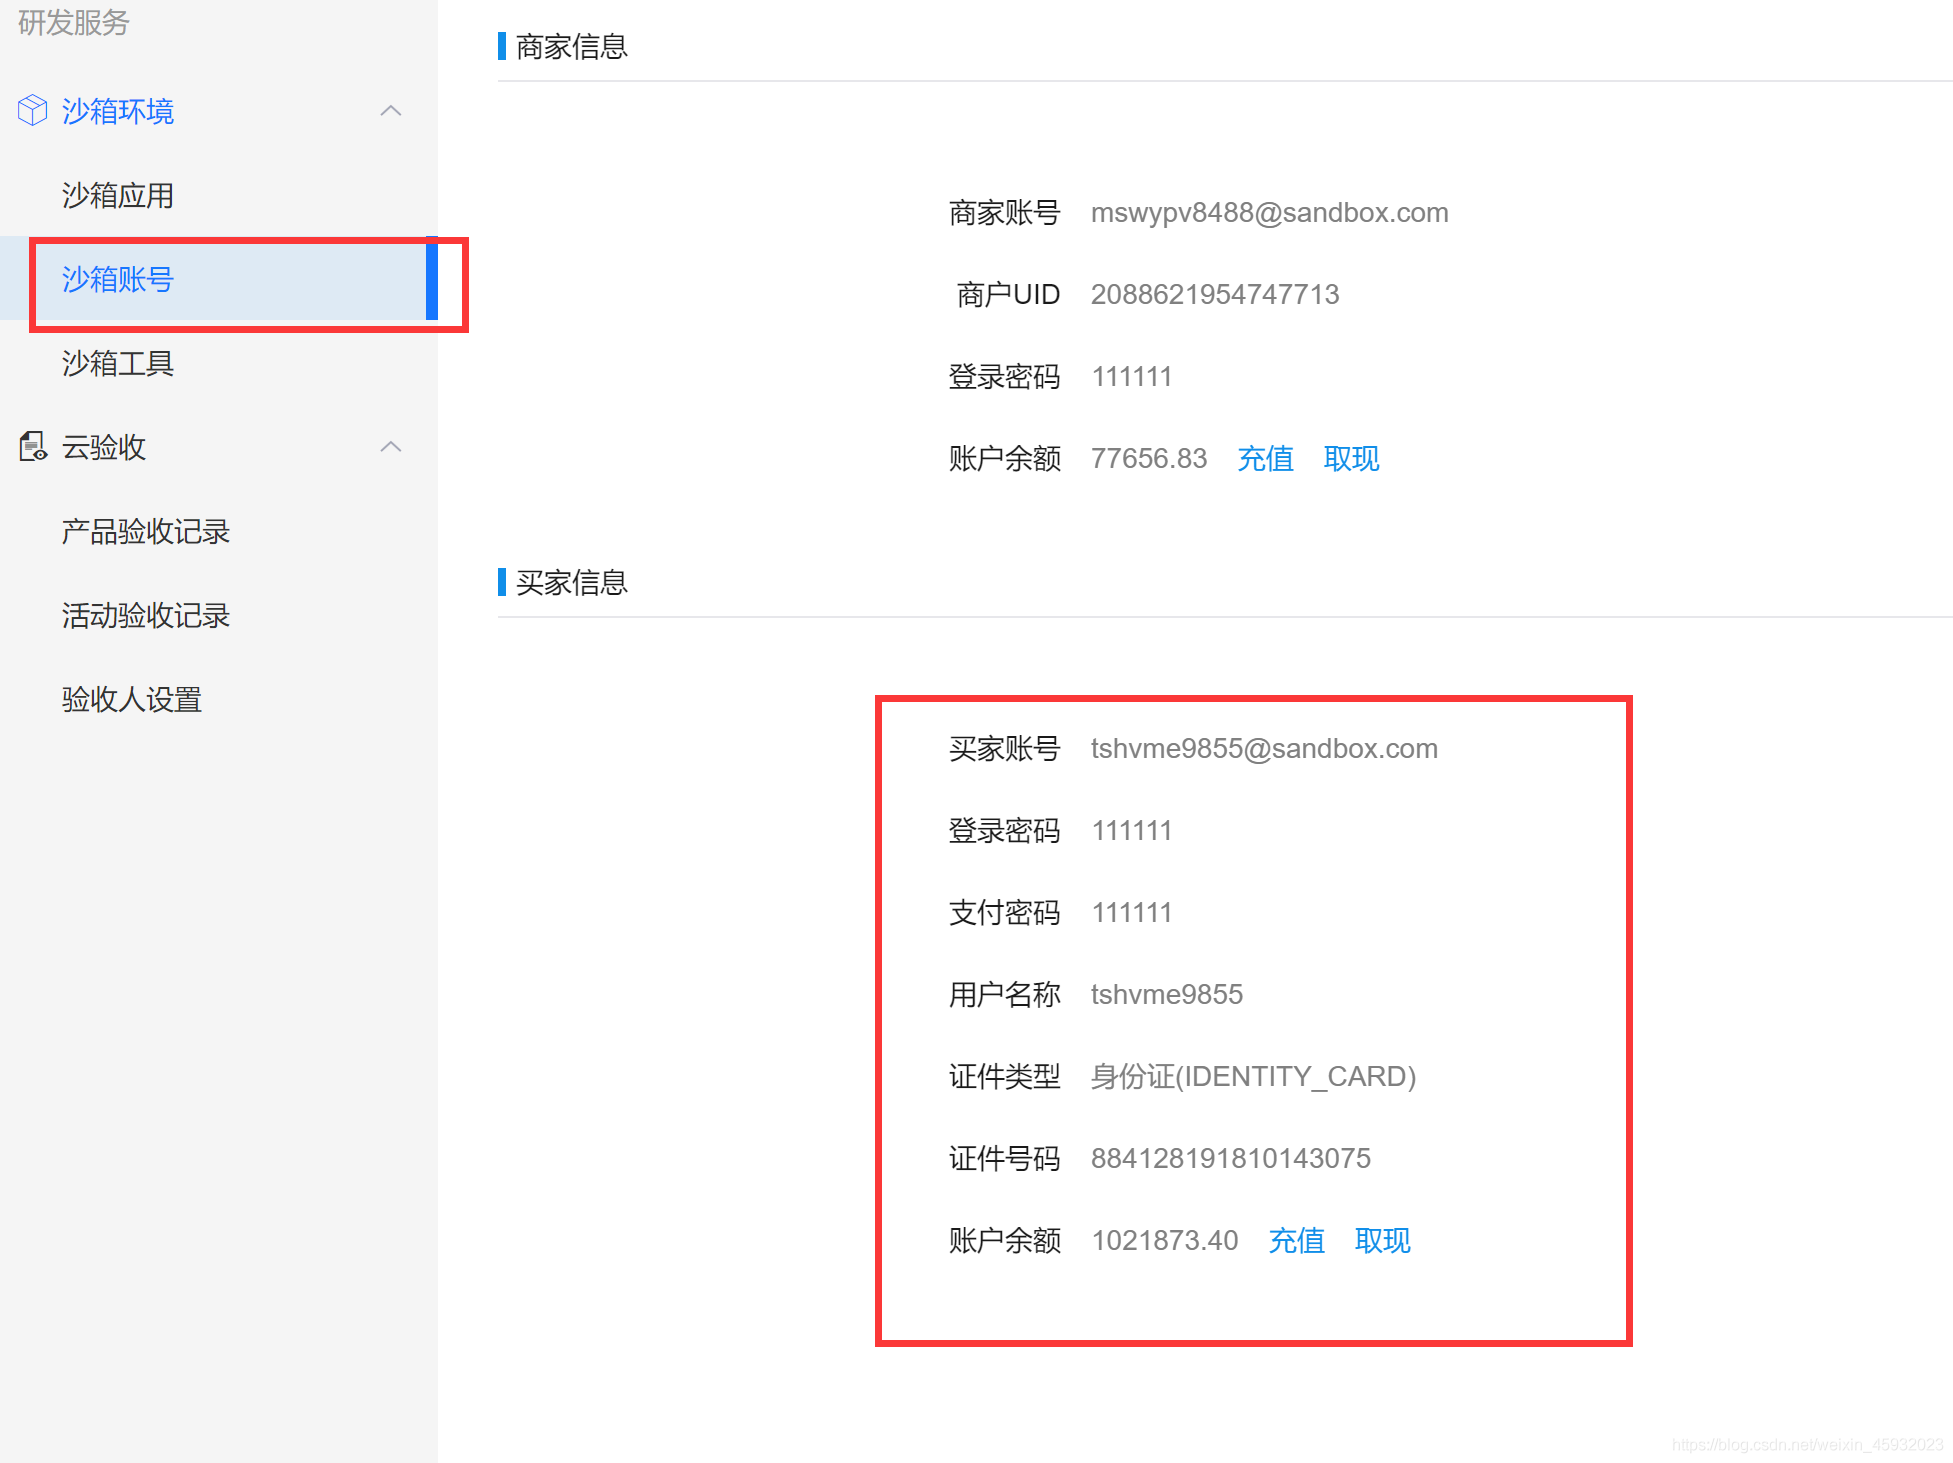 研发服务
沙箱环境
沙箱应用
沙箱账号
沙箱工具
云验收
产品验收记录
活动验收记录
验收人设置
商家信息
商家账号 mswypv8488@sandbox.com
商户UID 2088621954747713
登录密码 111111
账户余额 77656.83 充值 取现
买家信息
买家账号 tshvme9855@sandbox.com
登录密码 111111
支付密码 111111
用户名称 tshvme9855
证件类型 身份证(IDENTITY_CARD)
证件号码 884128191810143075
账户余额 1021873.40 充值 取现
https://blog.csdn.net/weixin_45932023